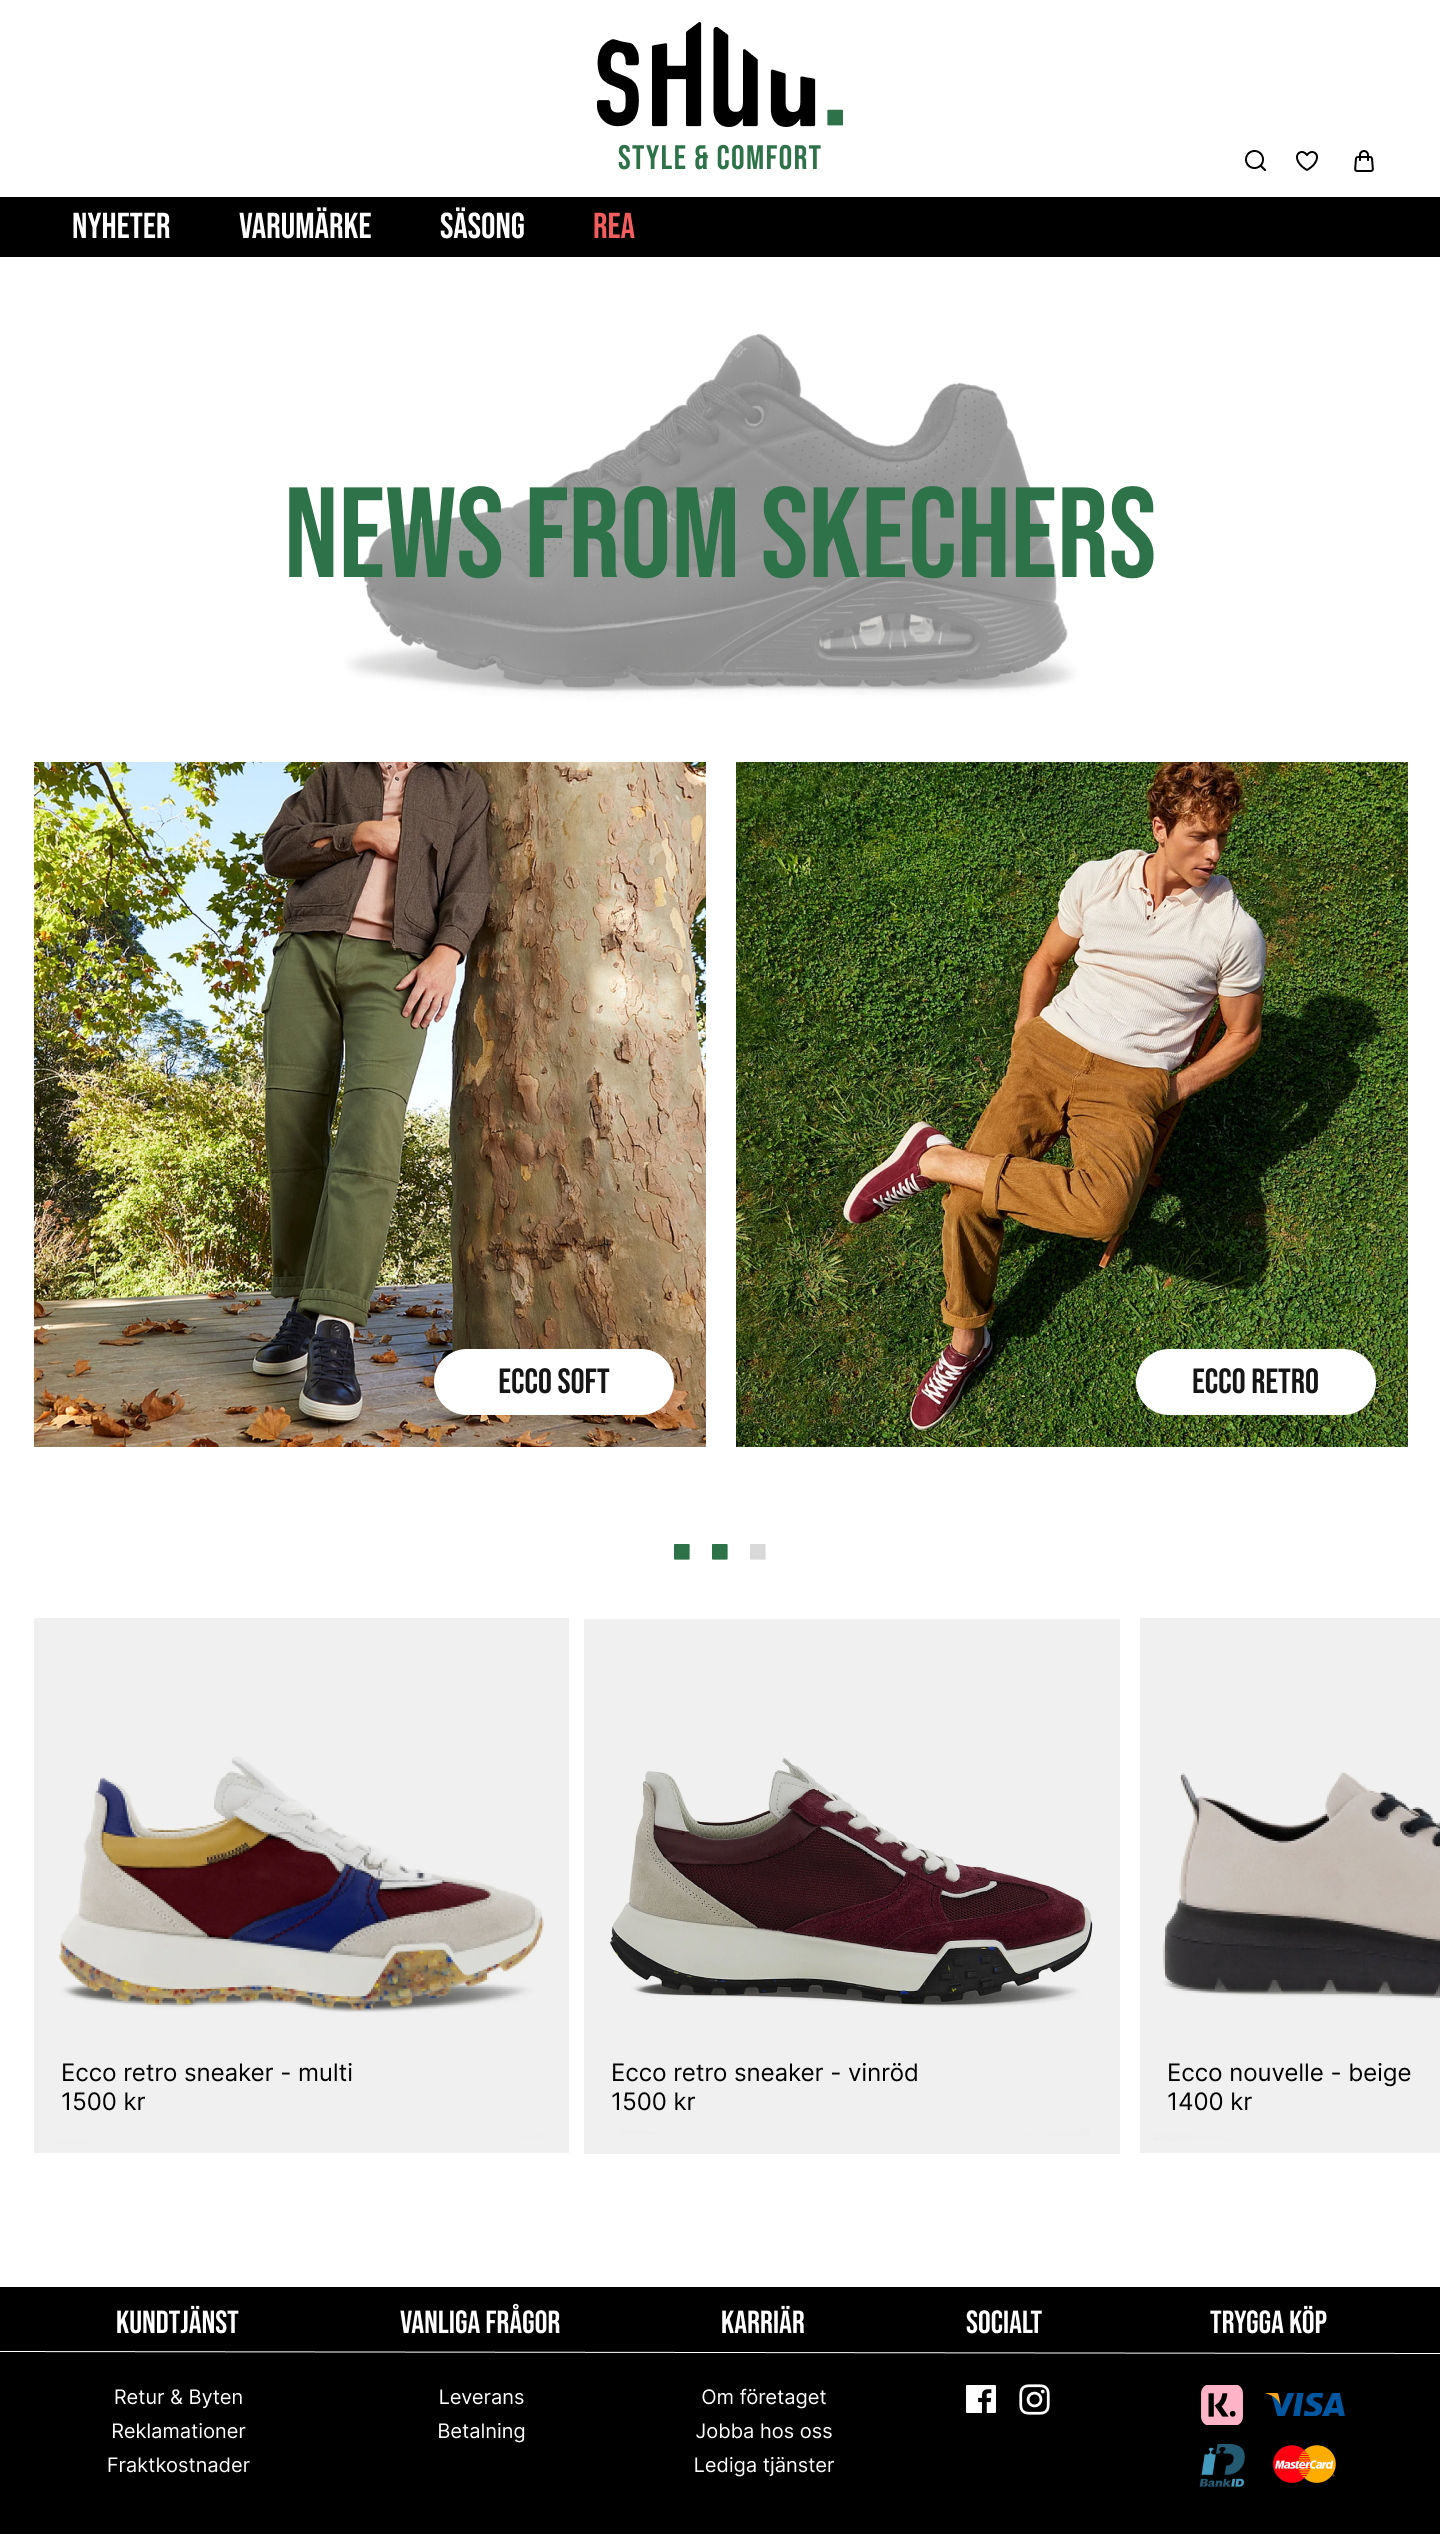 SHUU.
STYLE & COMFORT
NYHETER VARUMÄRKE SÄSONG REA
NEWS FROM SKECHERS
ECCO SOFT
ECCO RETRO
Ecco retro sneaker - multi
1500 kr
Ecco retro sneaker - vinröd
1500 kr
Ecco nouvelle - beige
1400 kr
KUNDTJÄNST
Retur & Byten
Reklamationer
Fraktkostnader
VANLIGA FRÅGOR
Leverans
Betalning
KARRIÄR
Om företaget
Jobba hos oss
Lediga tjänster
SOCIALT
TRYGGA KÖP
K.
VISA
BankID
MasterCard